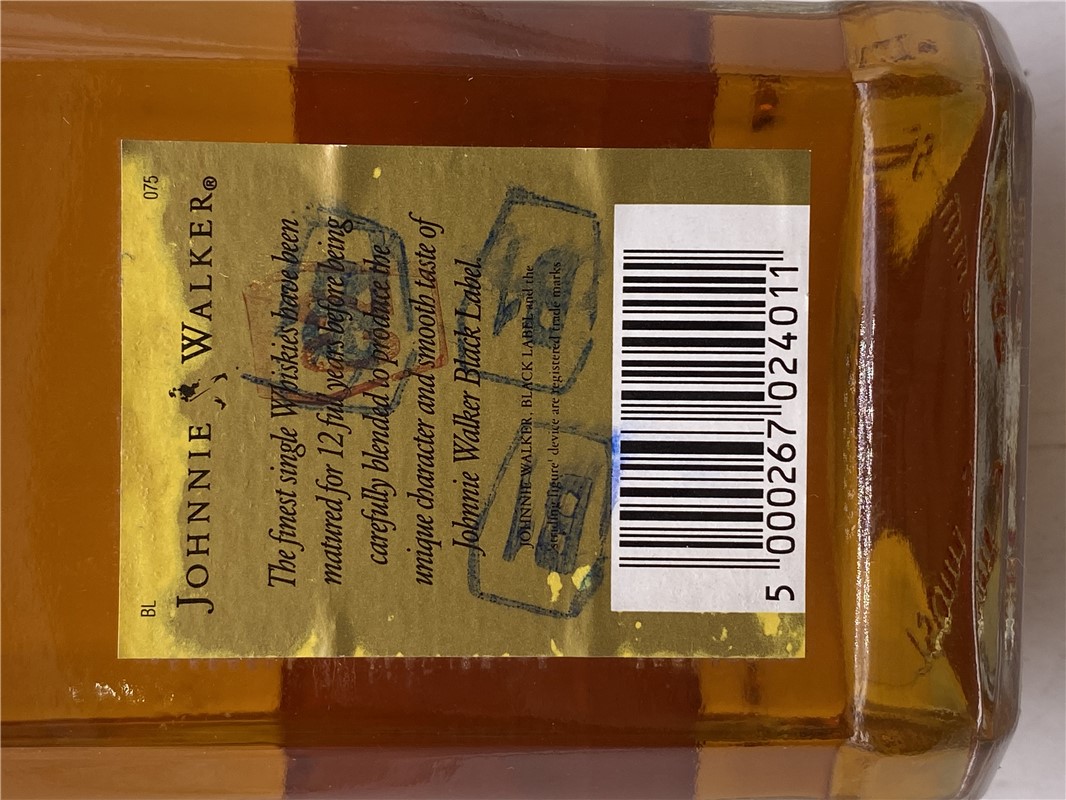 BL 075
JOHNNIE WALKER®
The finest single Whiskies have been
matured for 12 full years before being
carefully blended to produce the
unique character and smooth taste of
Johnnie Walker Black Label.
JOHNNIE WALKER, BLACK LABEL and the
Striding figure' device are registered trade marks
5 000267 024011